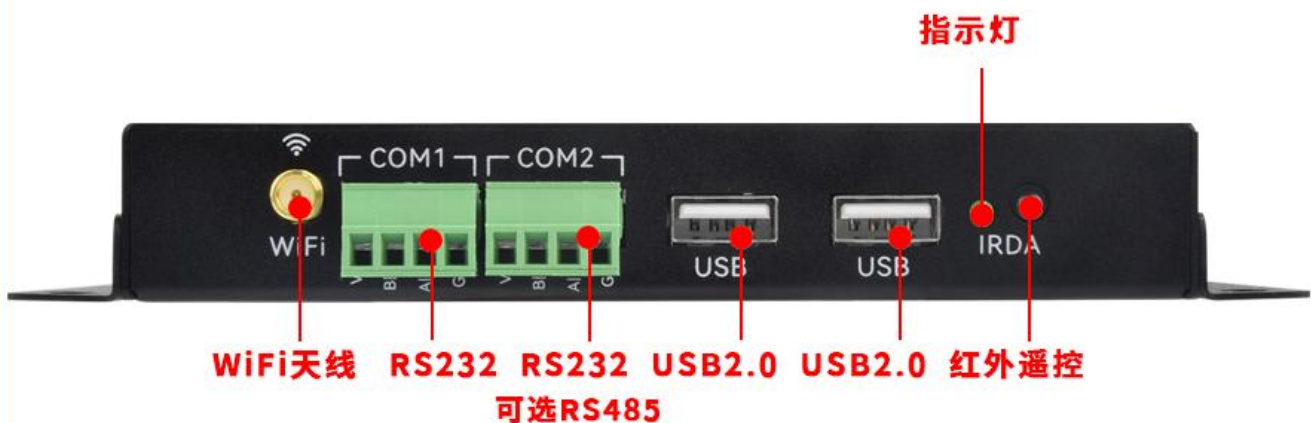 指示灯
COM1 COM2
WiFi USB USB IRDA
V B A G V B A G
WiFi天线 RS232 RS232 USB2.0 USB2.0 红外遥控
可选RS485